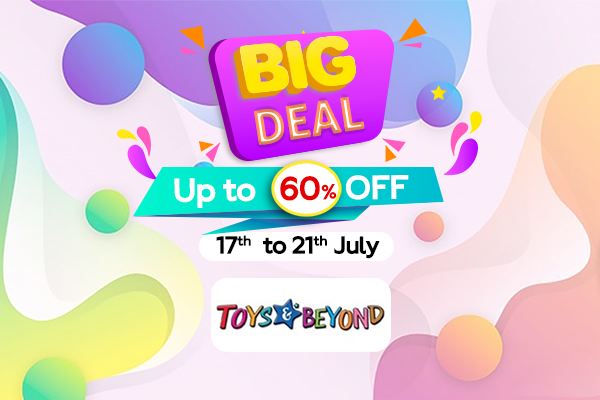 BIG
DEAL
Up to 60% OFF
17th to 21th July
TOYS & BEYOND